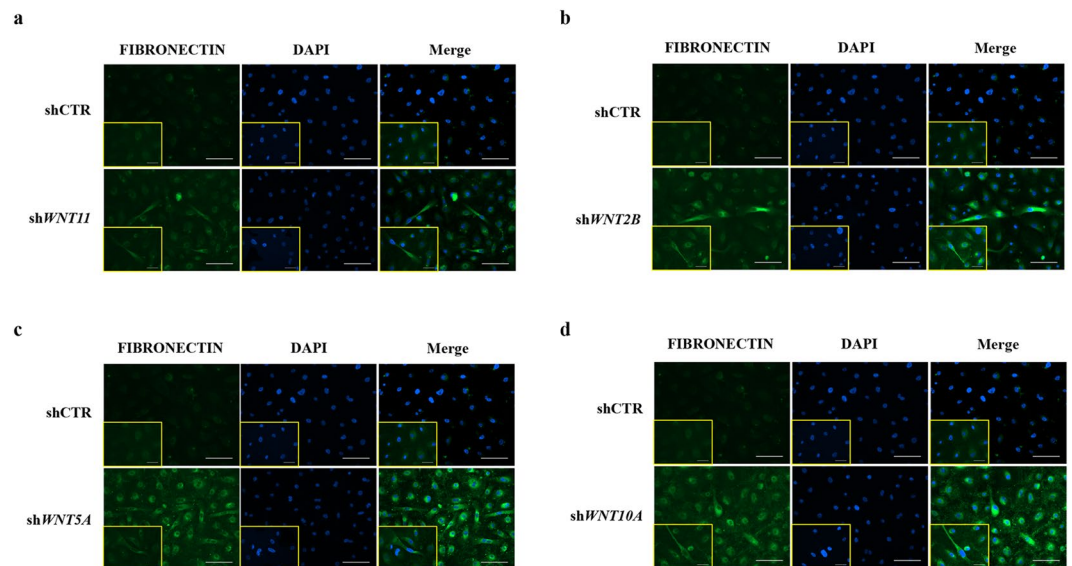 a
FIBRONECTIN DAPI Merge
shCTR
shWNT11
b
FIBRONECTIN DAPI Merge
shCTR
shWNT2B
c
FIBRONECTIN DAPI Merge
shCTR
shWNT5A
d
FIBRONECTIN DAPI Merge
shCTR
shWNT10A